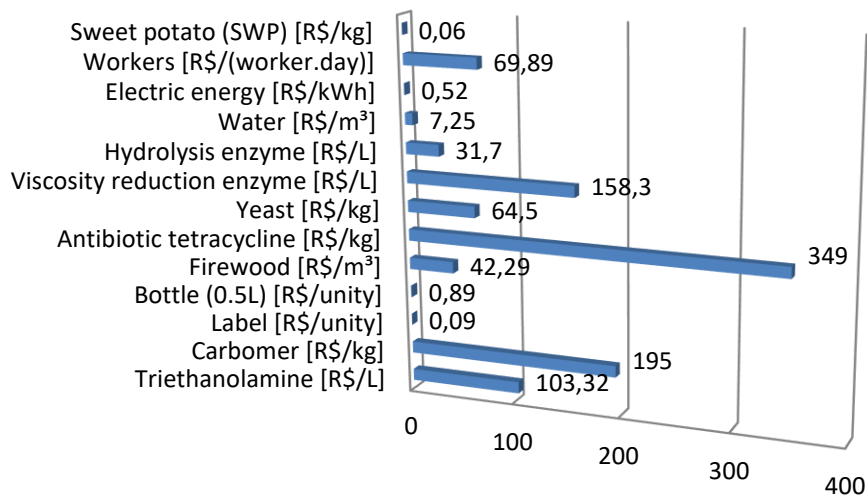 Sweet potato (SWP) [R$/kg] 0,06
Workers [R$/(worker.day)] 69,89
Electric energy [R$/kWh] 0,52
Water [R$/m³] 7,25
Hydrolysis enzyme [R$/L] 31,7
Viscosity reduction enzyme [R$/L] 158,3
Yeast [R$/kg] 64,5
Antibiotic tetracycline [R$/kg] 349
Firewood [R$/m³] 42,29
Bottle (0.5L) [R$/unity] 0,89
Label [R$/unity] 0,09
Carbomer [R$/kg] 195
Triethanolamine [R$/L] 103,32
0 100 200 300 400